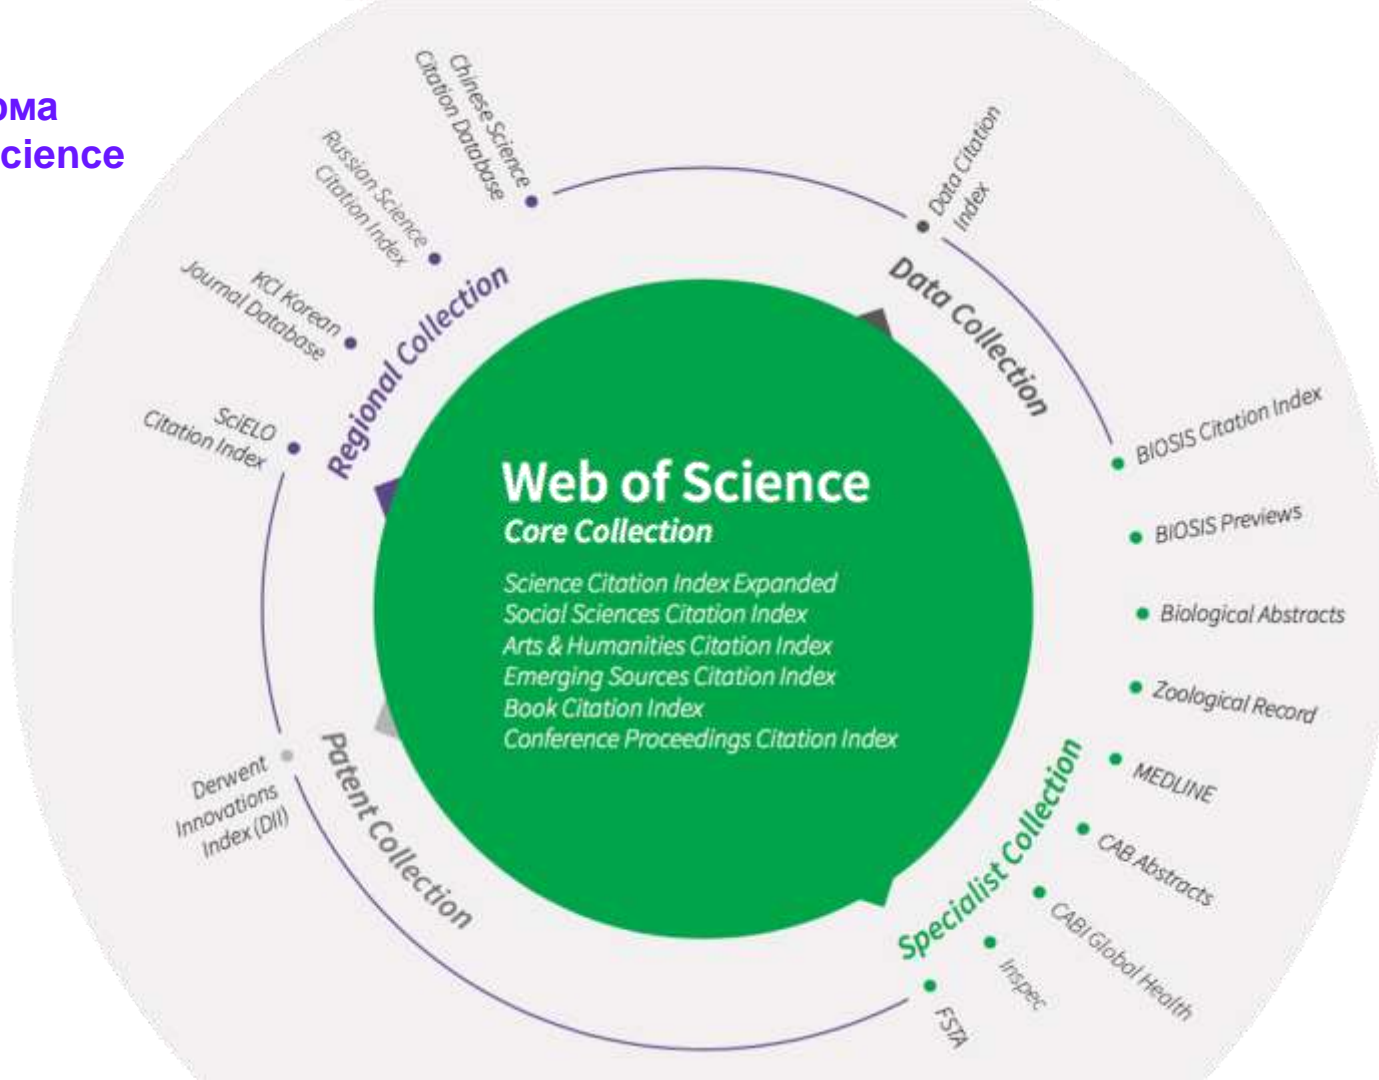 ома
cience
Chinese Science
Citation Database
Russian Science
Citation Index
KCI Korean
Journal Database
SciELO
Citation Index
Regional Collection
Data Citation
Index
Data Collection
BIOSIS Citation Index
BIOSIS Previews
Biological Abstracts
Zoological Record
MEDLINE
CAB Abstracts
CABI Global Health
Inspec
FSTA
Specialist Collection
Web of Science
Core Collection
Science Citation Index Expanded
Social Sciences Citation Index
Arts & Humanities Citation Index
Emerging Sources Citation Index
Book Citation Index
Conference Proceedings Citation Index
Derwent
Innovations
Index (DII)
Patent Collection